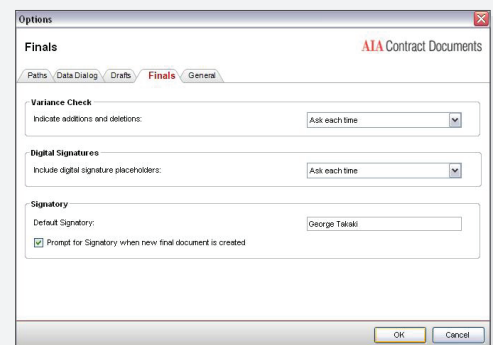 Options
Finals
AIA Contract Documents
Paths Data Dialog Drafts Finals General
Variance Check
Indicate additions and deletions: Ask each time
Digital Signatures
Include digital signature placeholders: Ask each time
Signatory
Default Signatory: George Takaki
Prompt for Signatory when new final document is created
OK Cancel